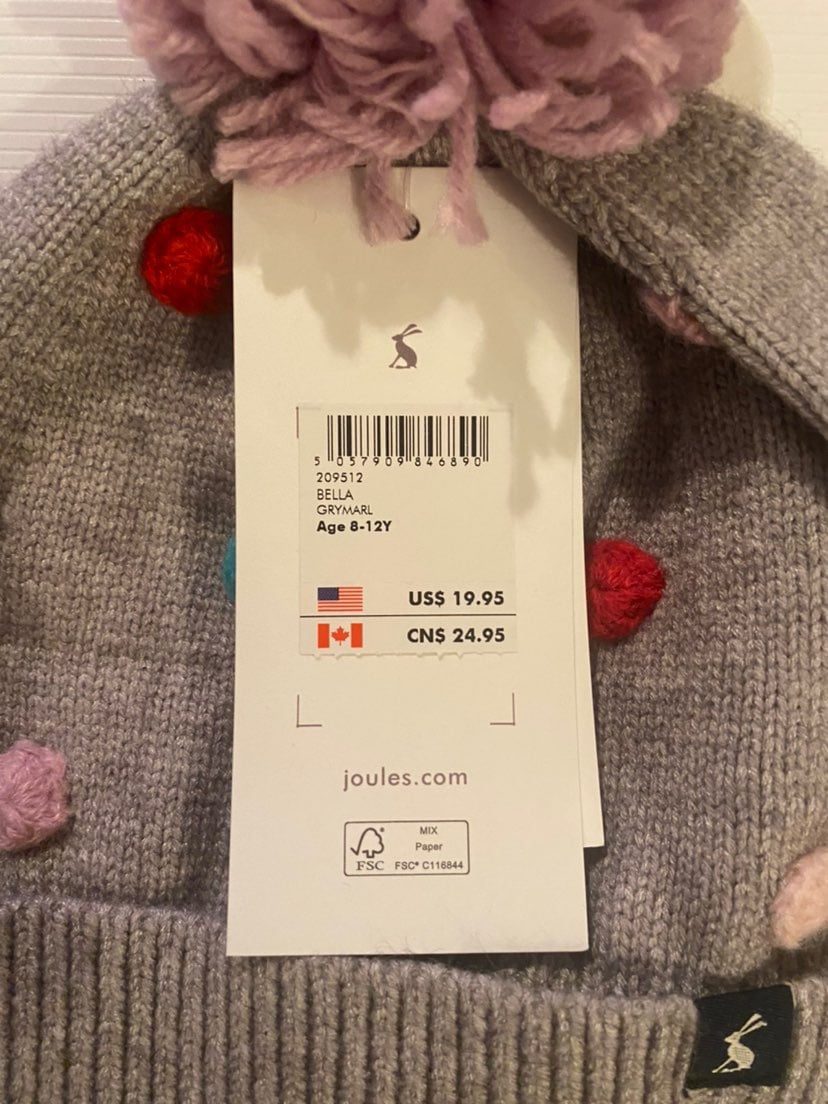 5 057909 846890
209512
BELLA
GRYMARL
Age 8-12Y
US$ 19.95
CN$ 24.95
joules.com
MIX
Paper
FSC
FSC® C116844